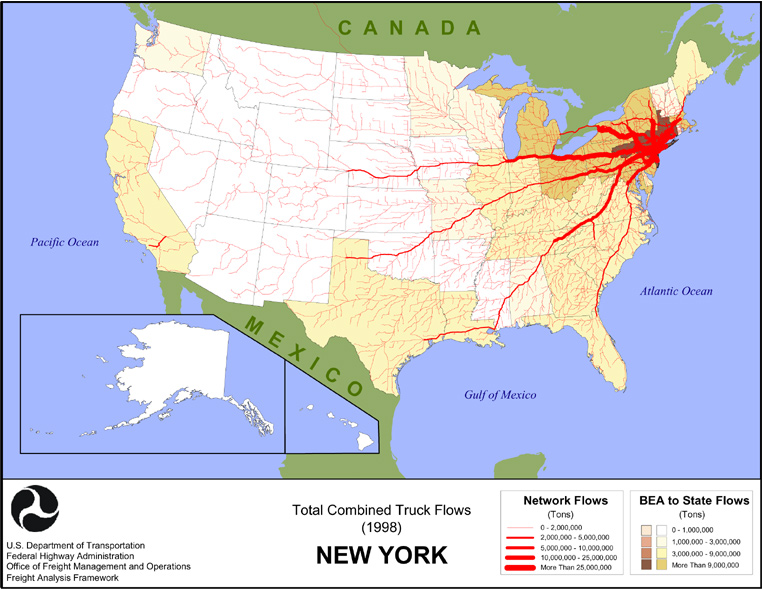 CANADA
Pacific Ocean
Atlantic Ocean
MEXICO
Gulf of Mexico
U.S. Department of Transportation
Federal Highway Administration
Office of Freight Management and Operations
Freight Analysis Framework
Total Combined Truck Flows
(1998)
NEW YORK
Network Flows
(Tons)
0 - 2,000,000
2,000,000 - 5,000,000
5,000,000 - 10,000,000
10,000,000 - 25,000,000
More Than 25,000,000
BEA to State Flows
(Tons)
0 - 1,000,000
1,000,000 - 3,000,000
3,000,000 - 9,000,000
More Than 9,000,000